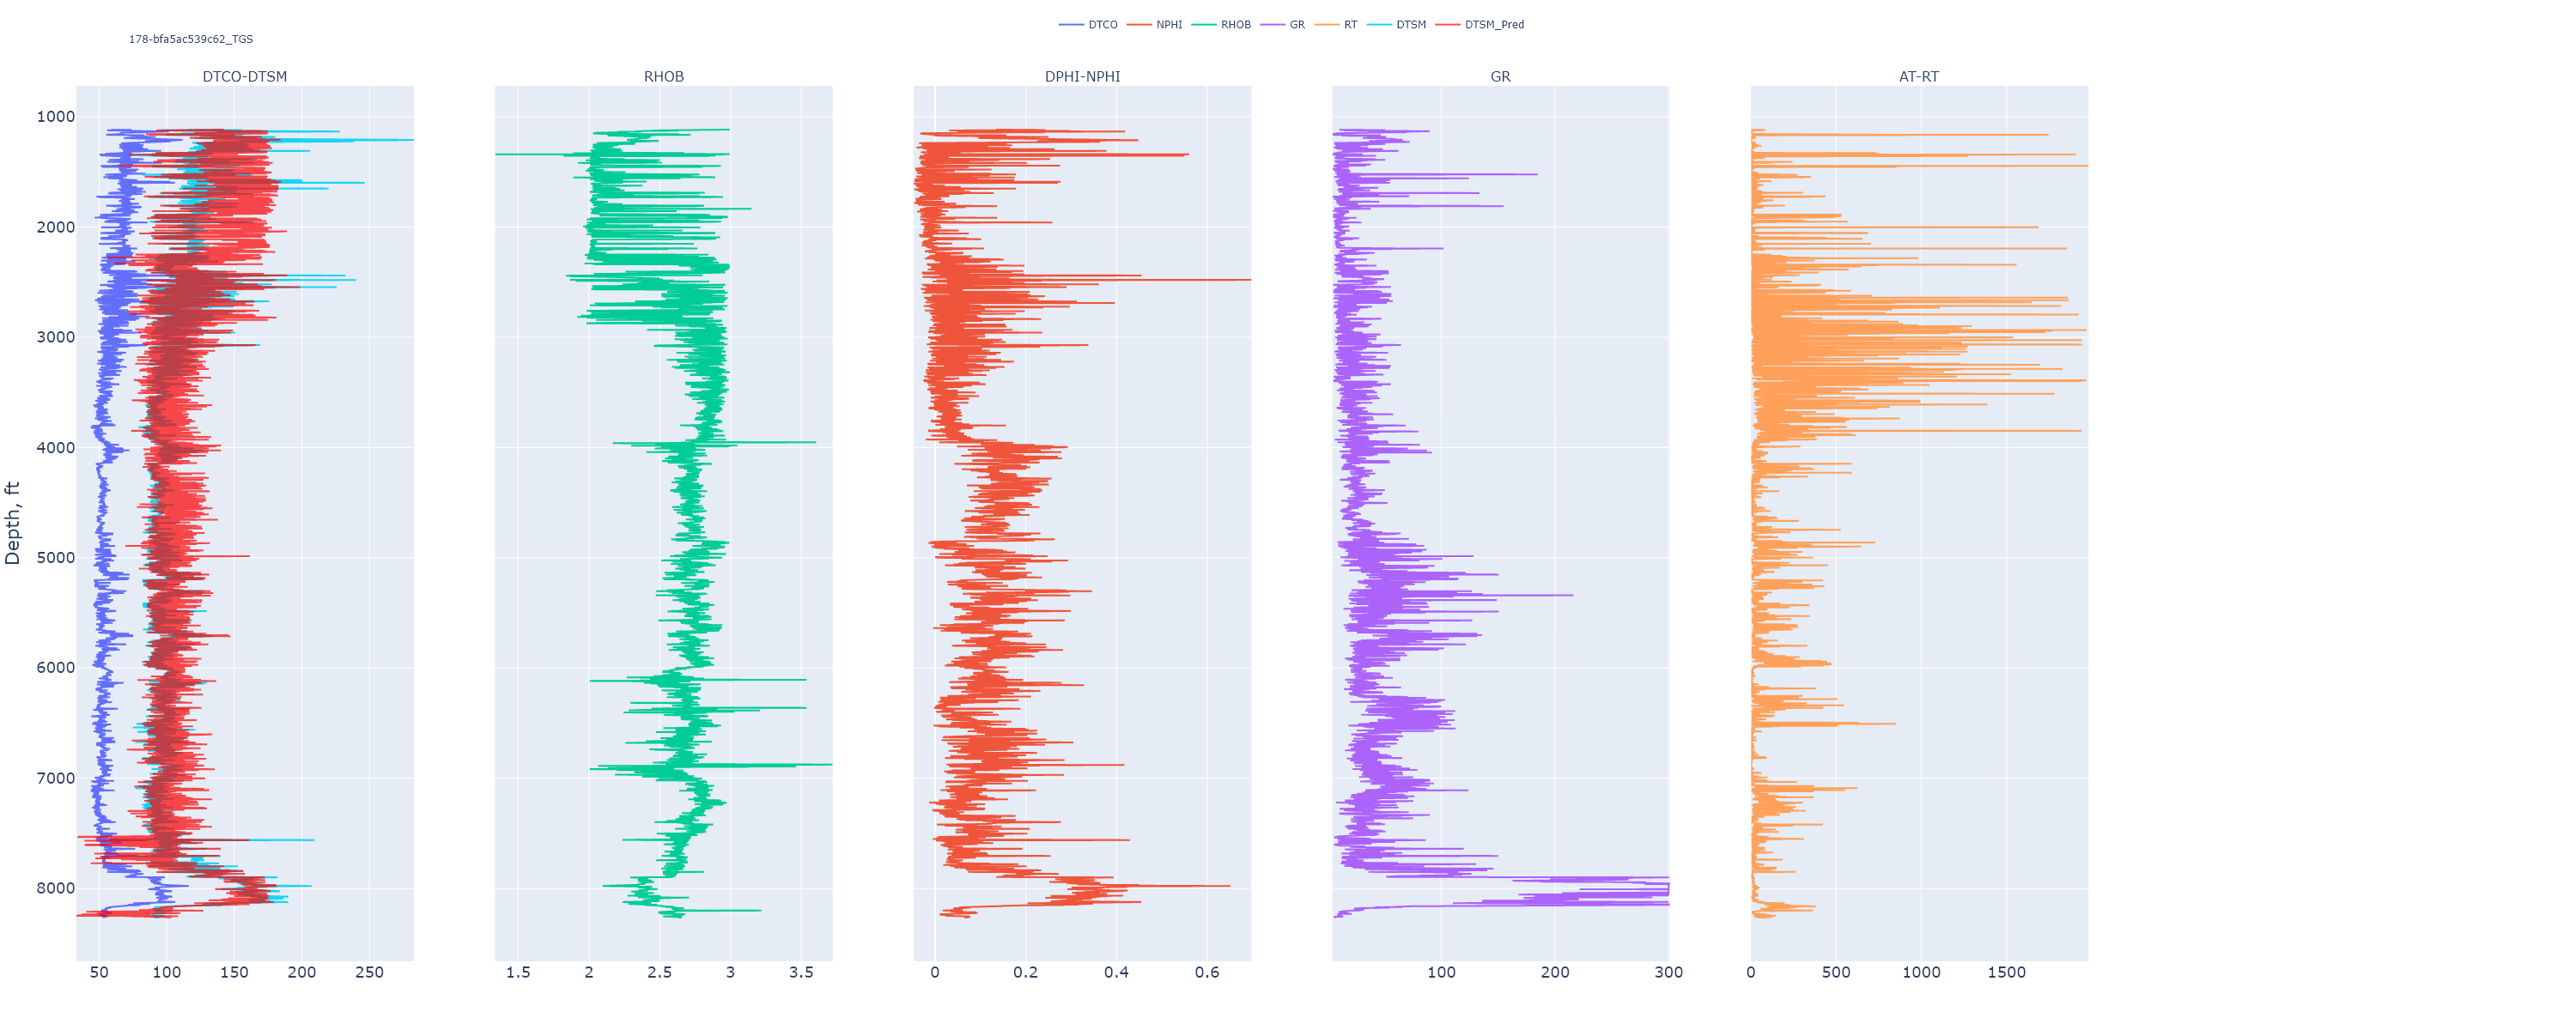 DTCO NPHI RHOB GR RT DTSM DTSM_Pred
178-bfa5ac539c62_TGS
DTCO-DTSM RHOB DPHI-NPHI GR AT-RT
Depth, ft
1000
2000
3000
4000
5000
6000
7000
8000
50 100 150 200 250
1.5 2 2.5 3 3.5
0 0.2 0.4 0.6
100 200 300
0 500 1000 1500